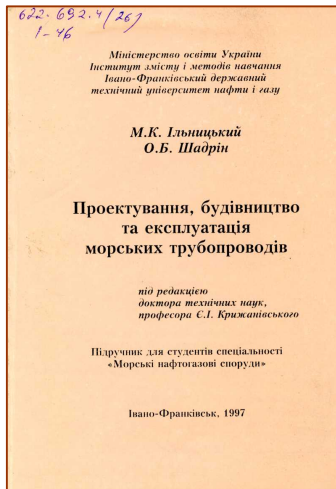 622.692.4(26)
І-46
Міністерство освіти України
Інститут змісту і методів навчання
Івано-Франківський державний
технічний університет нафти і газу
М.К. Ільницький
О.Б. Шадрін
Проектування, будівництво
та експлуатація
морських трубопроводів
під редакцією
доктора технічних наук,
професора Є.І. Крижанівського
Підручник для студентів спеціальності
«Морські нафтогазові споруди»
Івано-Франківськ, 1997